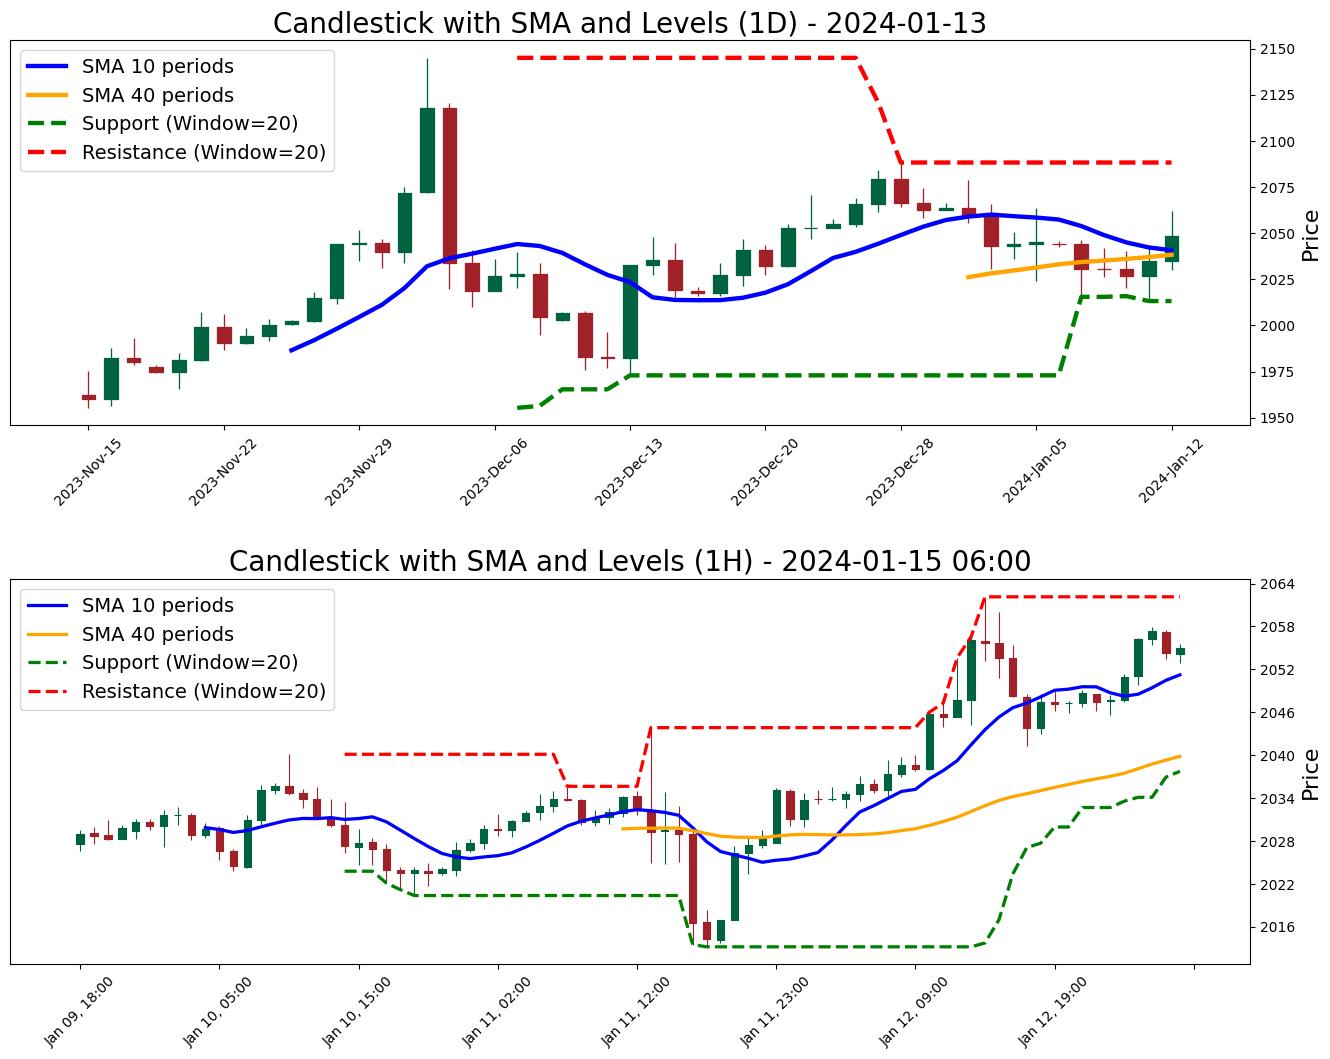 Candlestick with SMA and Levels (1D) - 2024-01-13
SMA 10 periods
SMA 40 periods
Support (Window=20)
Resistance (Window=20)
2150
2125
2100
2075
2050
2025
2000
1975
1950
Price
2023-Nov-15
2023-Nov-22
2023-Nov-29
2023-Dec-06
2023-Dec-13
2023-Dec-20
2023-Dec-28
2024-Jan-05
2024-Jan-12
Candlestick with SMA and Levels (1H) - 2024-01-15 06:00
SMA 10 periods
SMA 40 periods
Support (Window=20)
Resistance (Window=20)
2064
2058
2052
2046
2040
2034
2028
2022
2016
Price
Jan 09, 18:00
Jan 10, 05:00
Jan 10, 15:00
Jan 11, 02:00
Jan 11, 12:00
Jan 11, 23:00
Jan 12, 09:00
Jan 12, 19:00